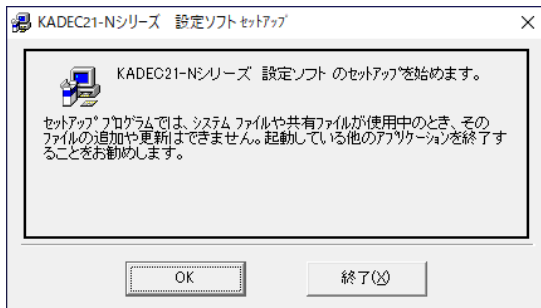 KADEC21-Nシリーズ 設定ソフト ｾｯﾄｱｯﾌﾟ
KADEC21-Nシリーズ 設定ソフト のｾｯﾄｱｯﾌﾟを始めます。
ｾｯﾄｱｯﾌﾟ ﾌﾟﾛｸﾞﾗﾑでは、ｼｽﾃﾑ ﾌｧｲﾙや共有ﾌｧｲﾙが使用中のとき、その
ﾌｧｲﾙの追加や更新はできません。起動している他のｱﾌﾟﾘｹｰｼｮﾝを終了す
ることをお勧めします。
OK
終了(X)